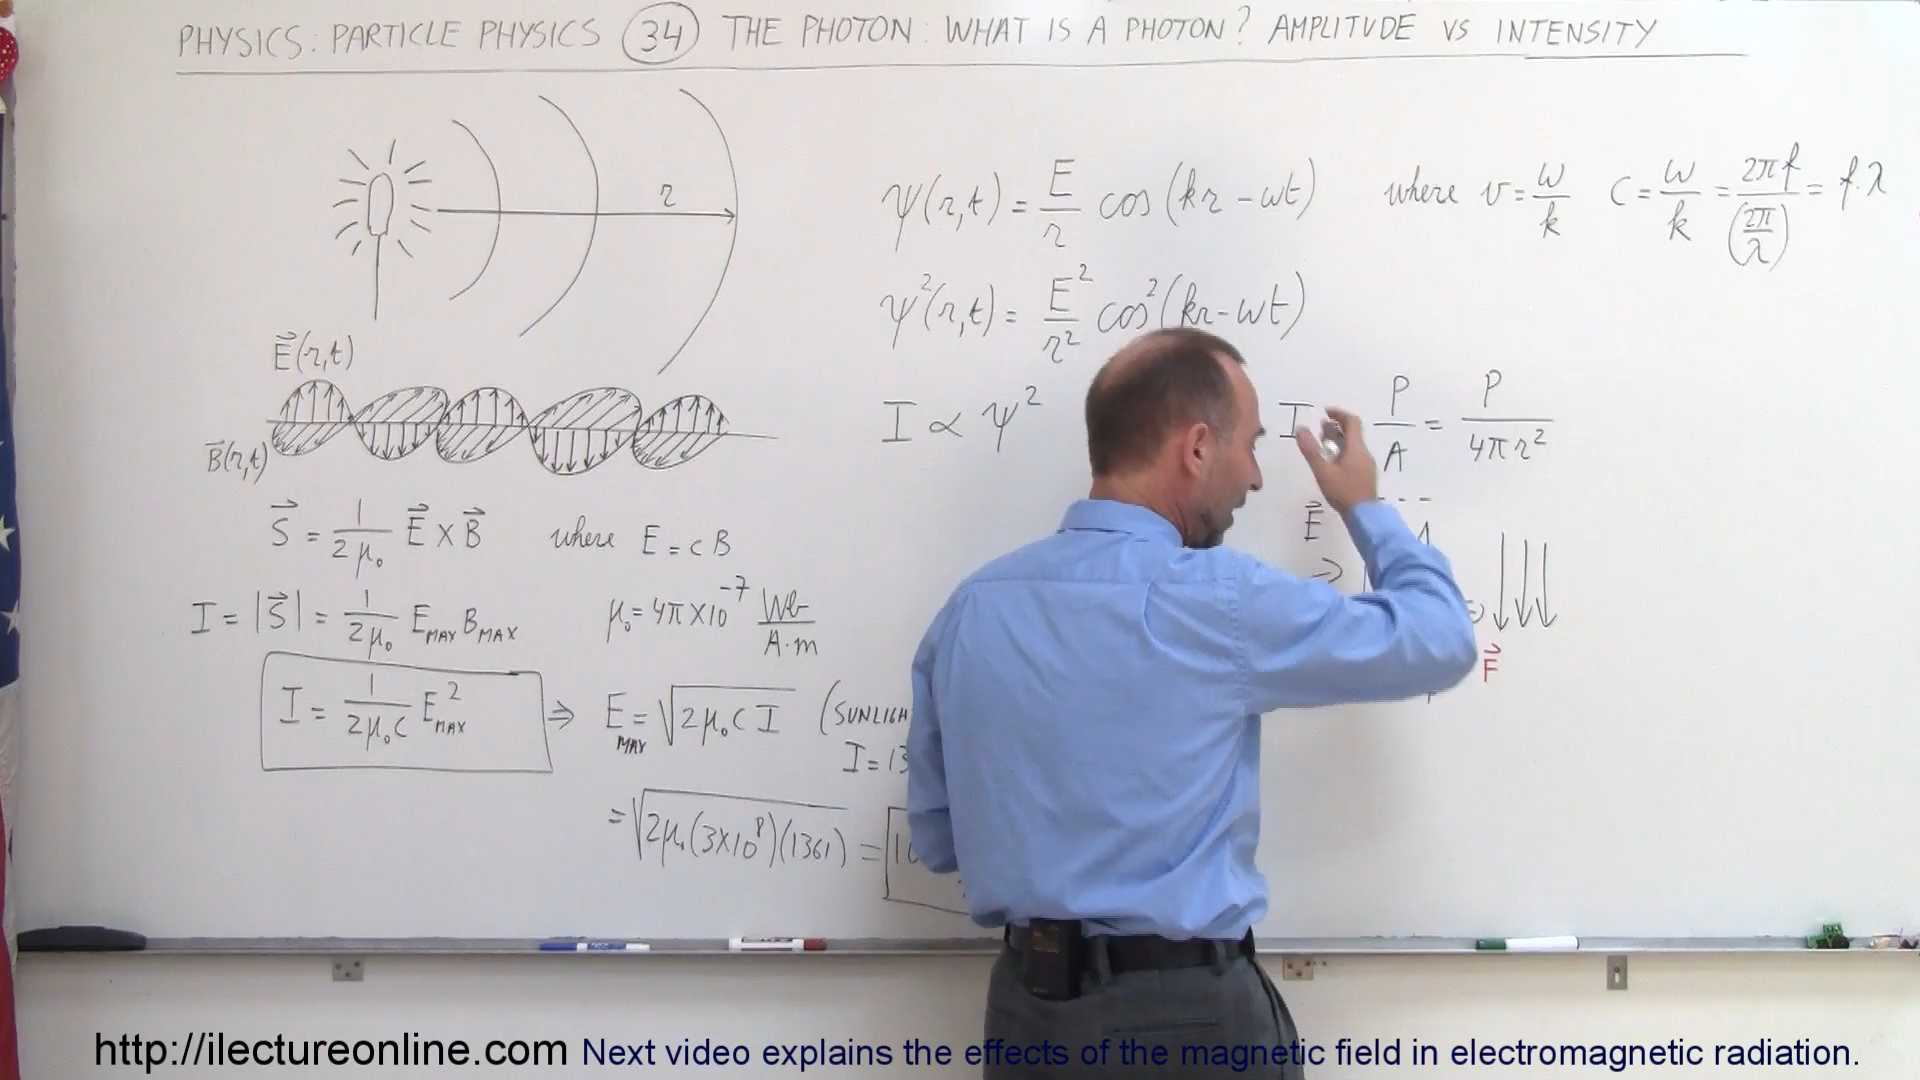 PHYSICS: PARTICLE PHYSICS 34 THE PHOTON: WHAT IS A PHOTON? AMPLITUDE VS INTENSITY
r
ψ(r,t) = E/r cos(kr - ωt) where v = ω/k C = ω/k = 2πf/(2π/λ) = f·λ
ψ²(r,t) = E²/r² cos²(kr - ωt)
I ∝ ψ² I P/A = P/4πr²
E⃗(r,t)
B⃗(r,t)
S⃗ = 1/2μ₀ E⃗ × B⃗ where E = cB
I = |S⃗| = 1/2μ₀ E_MAX B_MAX μ₀ = 4π×10⁻⁷ Wb/A·m
I = 1/2μ₀C E²_MAX ⇒ E_MAX = √2μ₀CI (SUNLIGH
I = 13
= √2μ₀(3×10⁸)(1361) =
E⃗
F⃗
http://ilectureonline.com Next video explains the effects of the magnetic field in electromagnetic radiation.